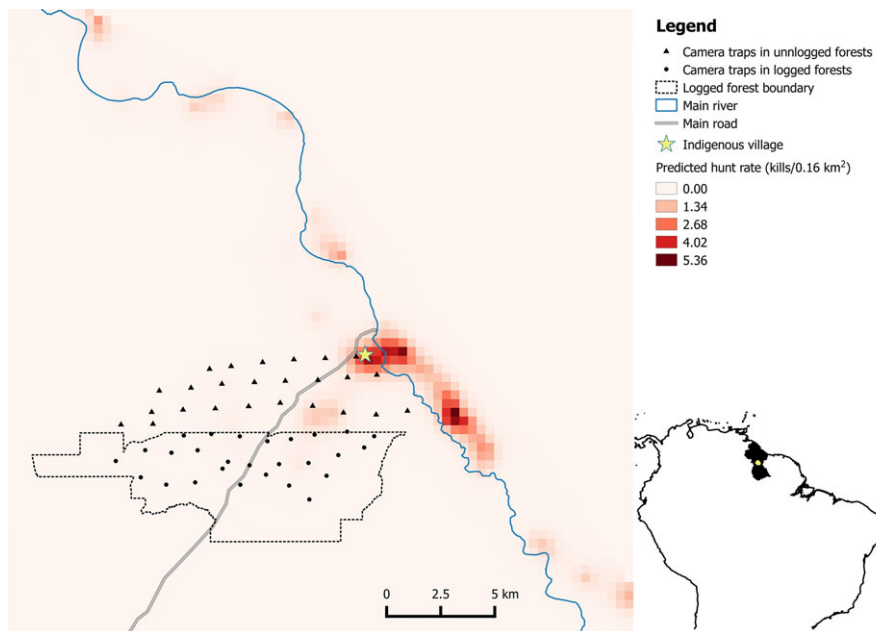 Legend
Camera traps in unnlogged forests
Camera traps in logged forests
Logged forest boundary
Main river
Main road
Indigenous village
Predicted hunt rate (kills/0.16 km²)
0.00
1.34
2.68
4.02
5.36
0 2.5 5 km